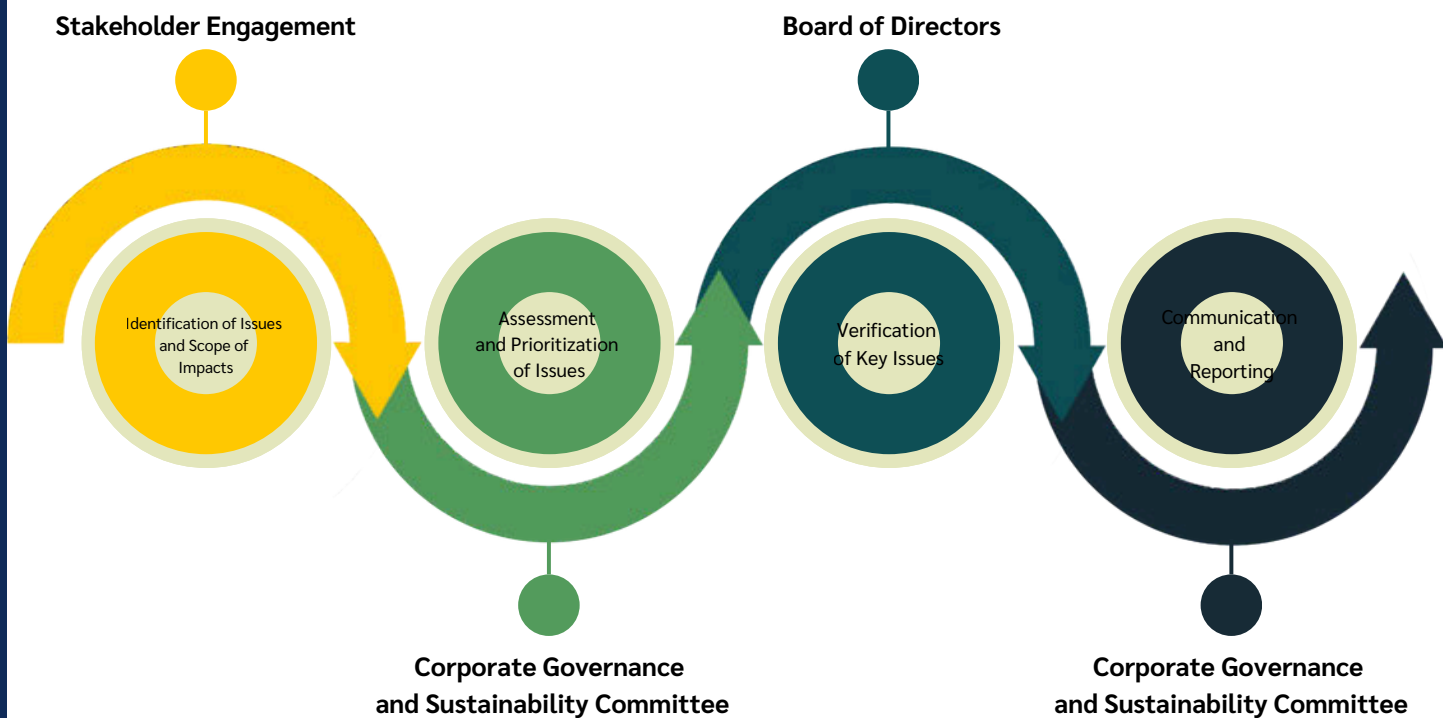 Stakeholder Engagement
Board of Directors
Identification of Issues
and Scope of
Impacts
Assessment
and Prioritization
of Issues
Verification
of Key Issues
Communication
and
Reporting
Corporate Governance
and Sustainability Committee
Corporate Governance
and Sustainability Committee